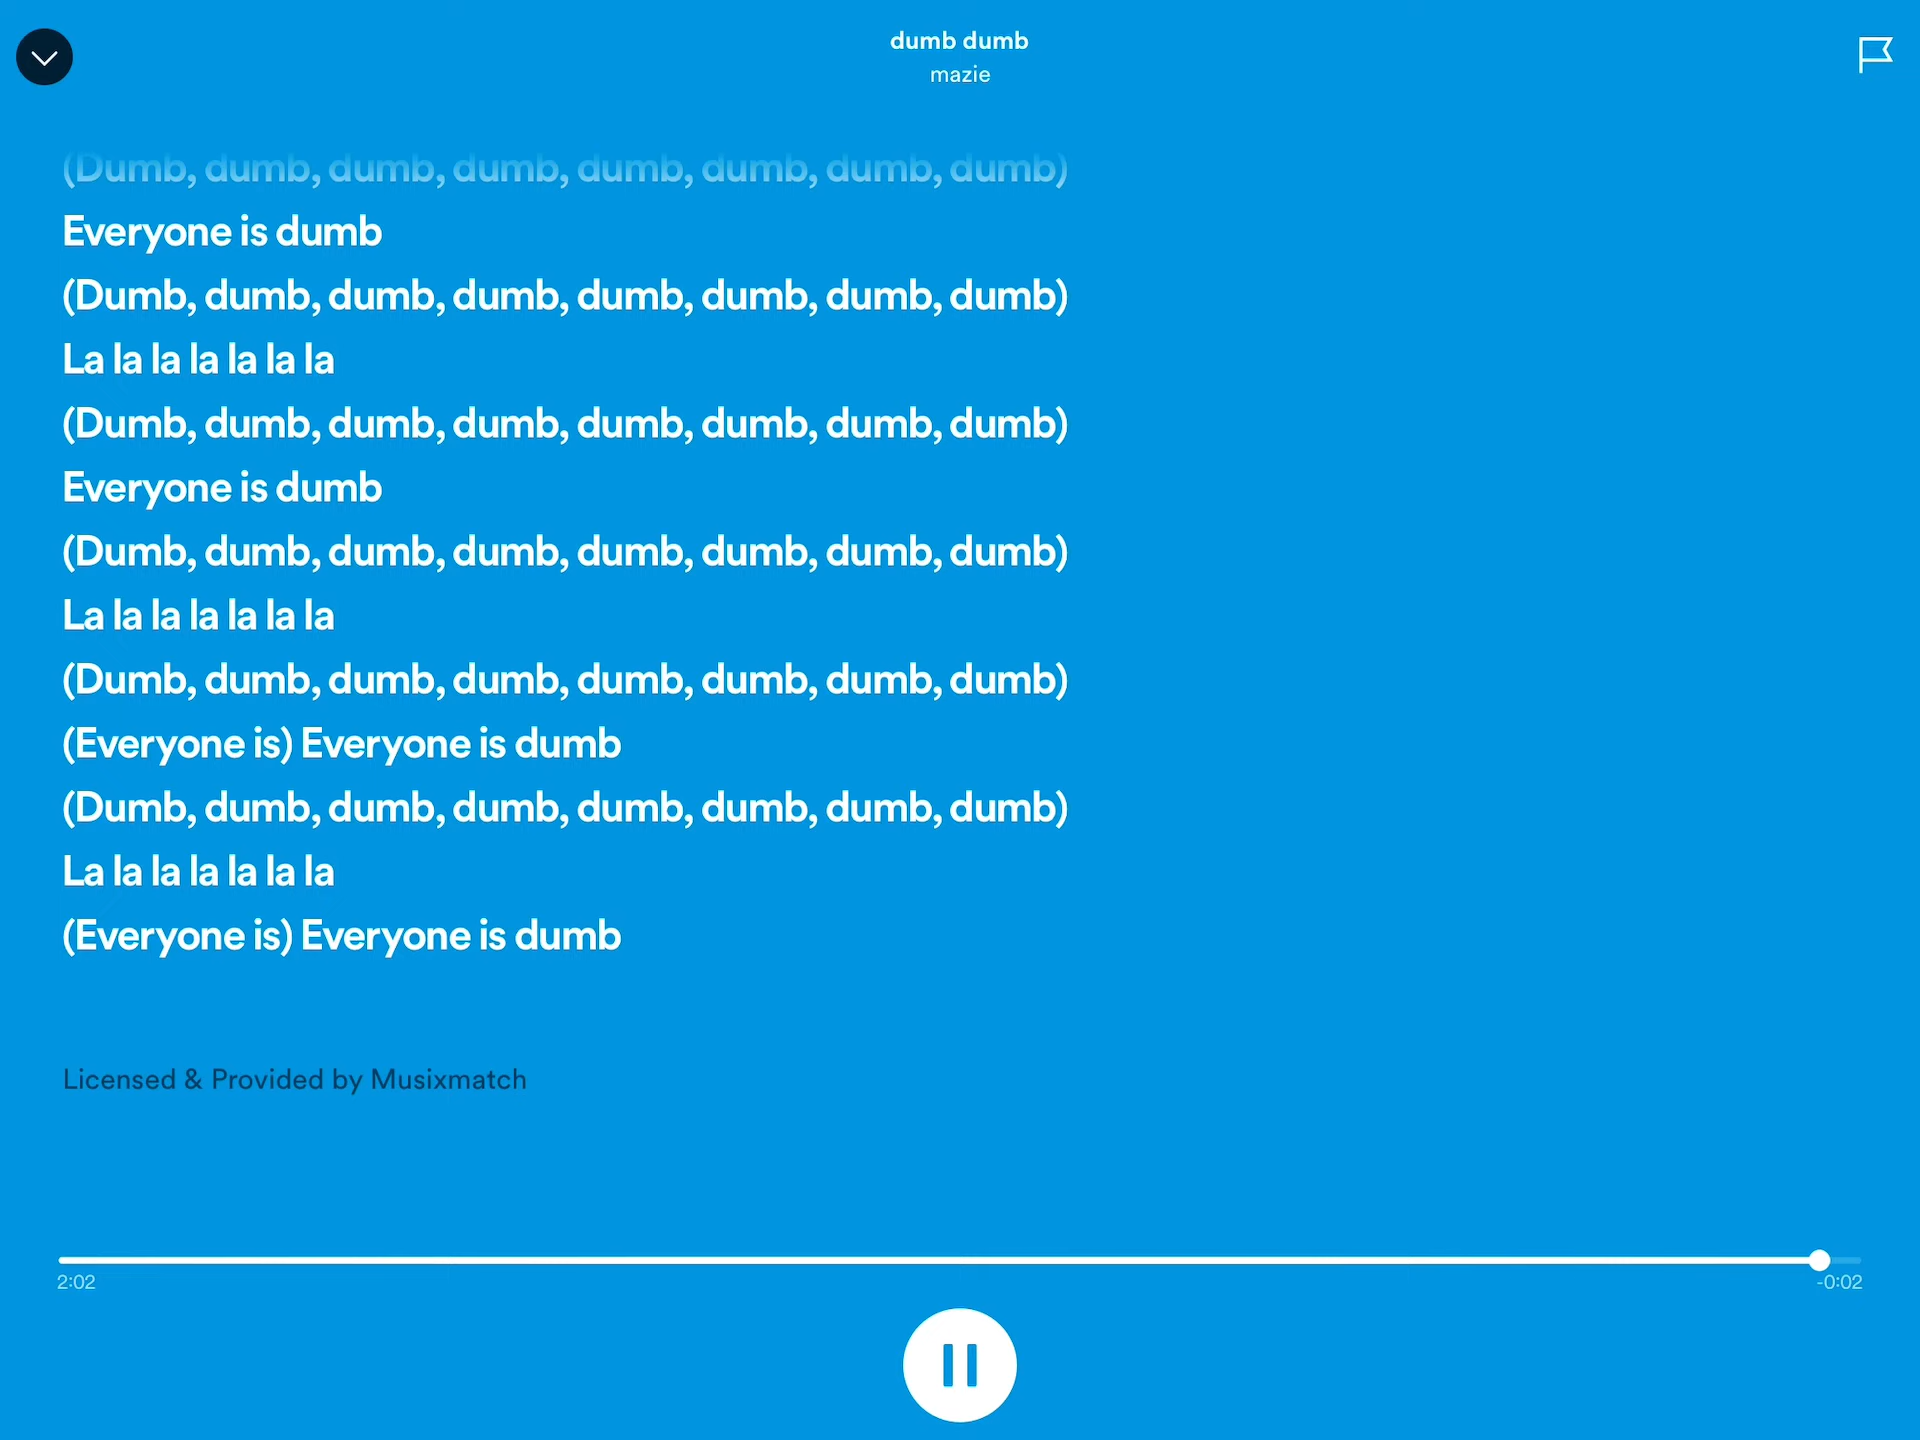 dumb dumb
mazie
(Dumb, dumb, dumb, dumb, dumb, dumb, dumb, dumb)
Everyone is dumb
(Dumb, dumb, dumb, dumb, dumb, dumb, dumb, dumb)
La la la la la la la
(Dumb, dumb, dumb, dumb, dumb, dumb, dumb, dumb)
Everyone is dumb
(Dumb, dumb, dumb, dumb, dumb, dumb, dumb, dumb)
La la la la la la la
(Dumb, dumb, dumb, dumb, dumb, dumb, dumb, dumb)
(Everyone is) Everyone is dumb
(Dumb, dumb, dumb, dumb, dumb, dumb, dumb, dumb)
La la la la la la la
(Everyone is) Everyone is dumb
Licensed & Provided by Musixmatch
2:02
-0:02